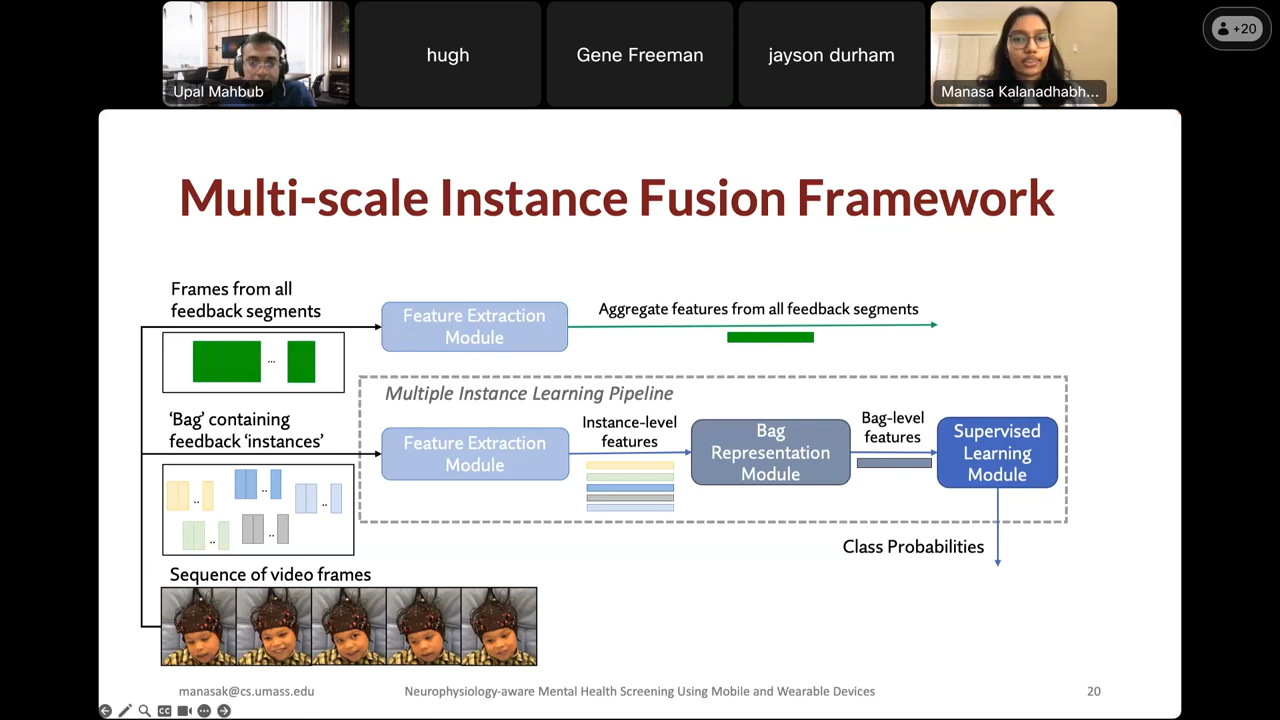 Upal Mahbub
hugh
Gene Freeman
jayson durham
Manasa Kalanadhabh...
+20
Multi-scale Instance Fusion Framework
Frames from all
feedback segments
Feature Extraction
Module
Aggregate features from all feedback segments
...
Multiple Instance Learning Pipeline
'Bag' containing
feedback 'instances'
Feature Extraction
Module
Instance-level
features
Bag
Representation
Module
Bag-level
features
Supervised
Learning
Module
..
..
..
..
..
Class Probabilities
Sequence of video frames
manasak@cs.umass.edu
Neurophysiology-aware Mental Health Screening Using Mobile and Wearable Devices
20
CC